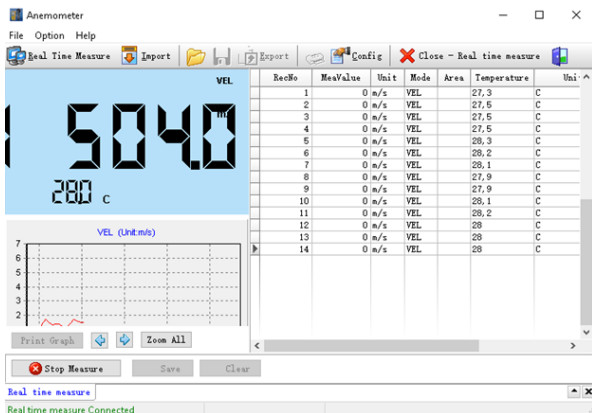 Anemometer
File Option Help
Real Time Measure Import Export Config Close - Real time measure
VEL
504.0
28.0 C
VEL (Unit:m/s)
7
6
5
4
3
2
Print Graph Zoom All
RecNo MeaValue Unit Mode Area Temperature Uni
1 0 m/s VEL 27,3 C
2 0 m/s VEL 27,5 C
3 0 m/s VEL 27,5 C
4 0 m/s VEL 27,5 C
5 0 m/s VEL 28,3 C
6 0 m/s VEL 28,2 C
7 0 m/s VEL 28,1 C
8 0 m/s VEL 27,9 C
9 0 m/s VEL 27,9 C
10 0 m/s VEL 28,1 C
11 0 m/s VEL 28,2 C
12 0 m/s VEL 28 C
13 0 m/s VEL 28 C
14 0 m/s VEL 28 C
Stop Measure Save Clear
Real time measure
Real time measure Connected